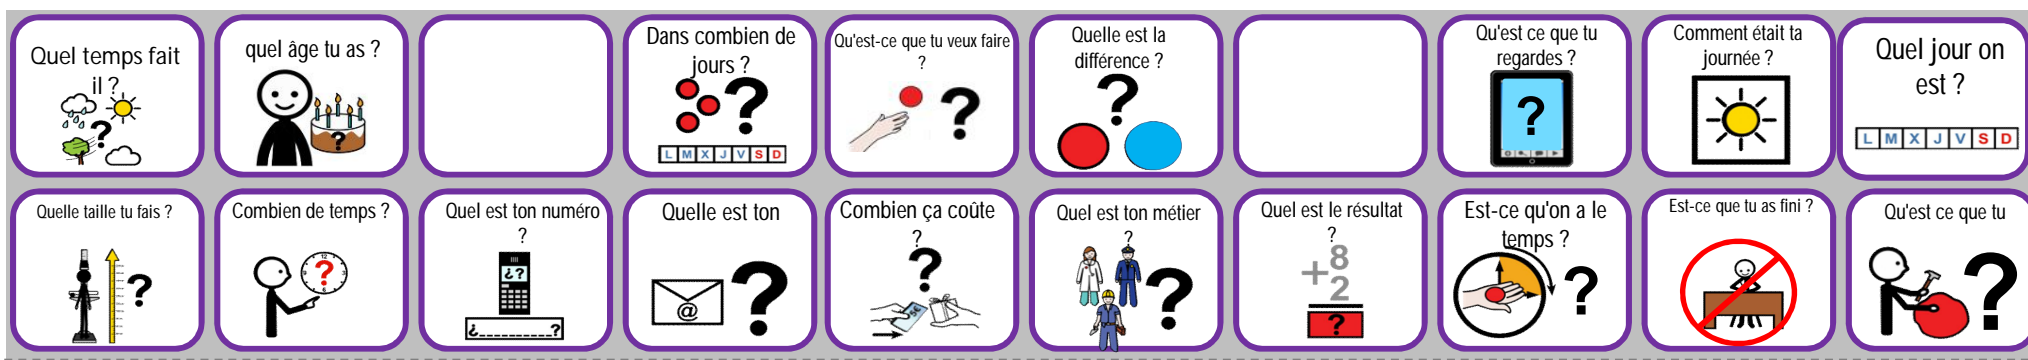 Quel temps fait
il ?
?
quel âge tu as ?
?
Dans combien de
jours ?
?
L M X J V S D
Qu'est-ce que tu veux faire
?
?
Quelle est la
différence ?
?
Qu'est ce que tu
regardes ?
?
Comment était ta
journée ?
Quel jour on
est ?
L M X J V S D
Quelle taille tu fais ?
?
Combien de temps ?
?
Quel est ton numéro
?
¿?
¿_________?
Quelle est ton
@
?
Combien ça coûte
?
?
5€
Quel est ton métier
?
?
Quel est le résultat
?
+8
2
?
Est-ce qu'on a le
temps ?
?
Est-ce que tu as fini ?
Qu'est ce que tu
?